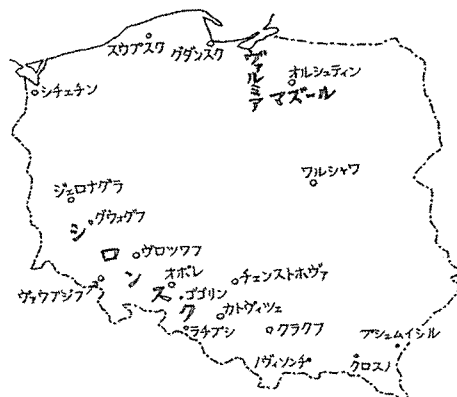 スウプスク
グダンスク
ヴァルミア
マズール
オルシュティン
シチェチン
ワルシャワ
ジェロナグラ
グウォグフ
シロンスク
ヴロツワフ
オポレ
チェンストホヴァ
ヴァウブジフ
ゴゴリン
カトヴィツェ
ラチブシ
クラクフ
プシェムイシル
ノヴィソンチ
クロスノ